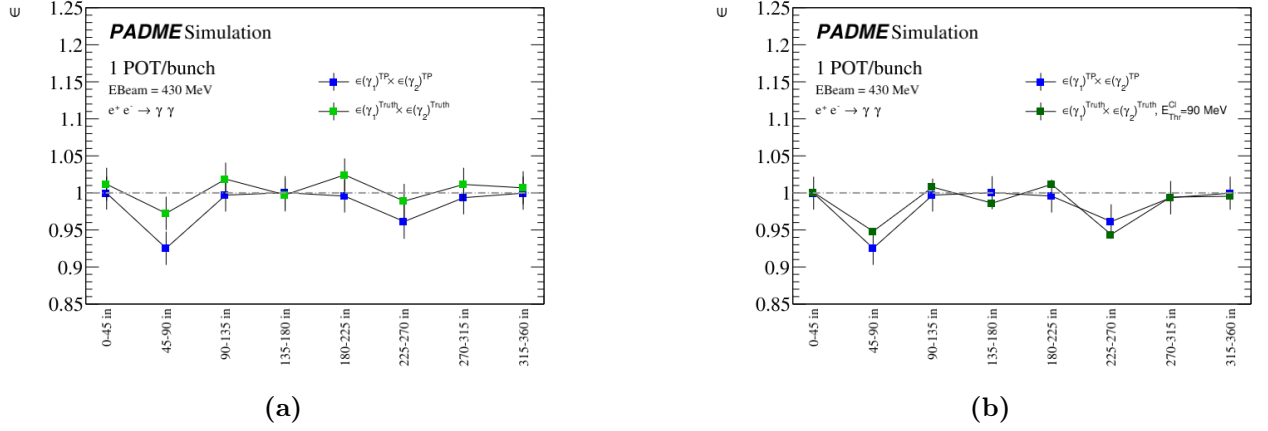 ∈
1.25
1.2
1.15
1.1
1.05
1
0.95
0.9
0.85
PADME Simulation
1 POT/bunch
EBeam = 430 MeV
e⁺ e⁻ → γ γ
∈(γ₁)ᵀᴾ × ∈(γ₂)ᵀᴾ
∈(γ₁)ᵀʳᵘᵗʰ × ∈(γ₂)ᵀʳᵘᵗʰ
0-45 in
45-90 in
90-135 in
135-180 in
180-225 in
225-270 in
270-315 in
315-360 in
(a)
∈
1.25
1.2
1.15
1.1
1.05
1
0.95
0.9
0.85
PADME Simulation
1 POT/bunch
EBeam = 430 MeV
e⁺ e⁻ → γ γ
∈(γ₁)ᵀᴾ × ∈(γ₂)ᵀᴾ
∈(γ₁)ᵀʳᵘᵗʰ × ∈(γ₂)ᵀʳᵘᵗʰ, E^Cl_Thr=90 MeV
0-45 in
45-90 in
90-135 in
135-180 in
180-225 in
225-270 in
270-315 in
315-360 in
(b)